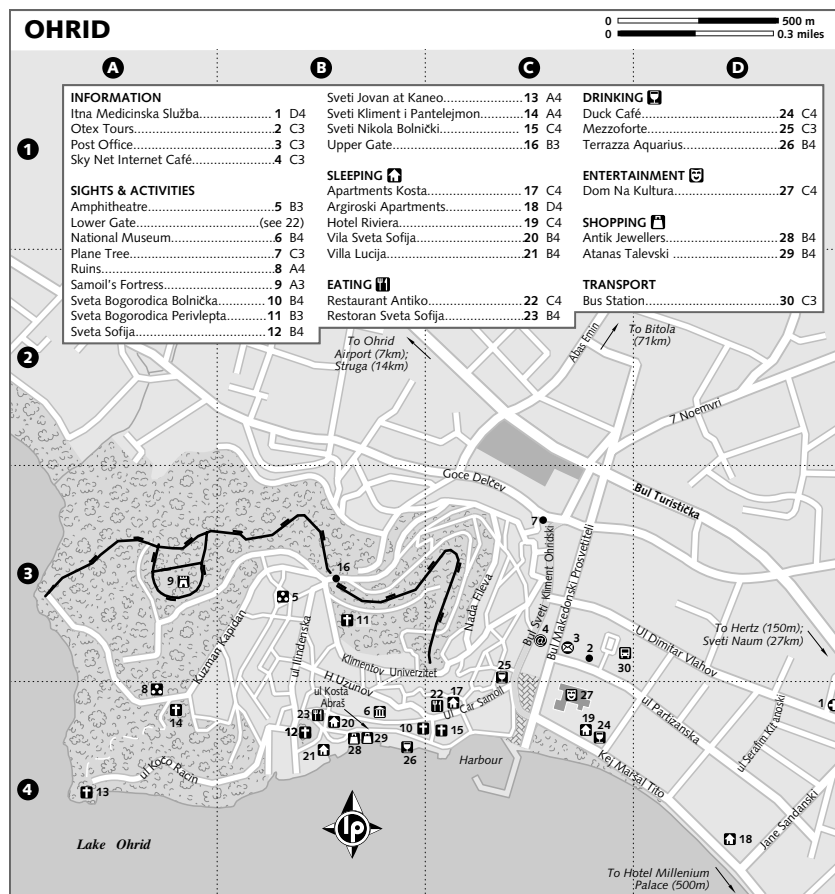 OHRID
0 500 m
0 0.3 miles
A B C D
1
2
3
4
INFORMATION
Itna Medicinska Služba 1 D4
Otex Tours 2 C3
Post Office 3 C3
Sky Net Internet Café 4 C3
SIGHTS & ACTIVITIES
Amphitheatre 5 B3
Lower Gate (see 22)
National Museum 6 B4
Plane Tree 7 C3
Ruins 8 A4
Samoil's Fortress 9 A3
Sveta Bogorodica Bolnička 10 B4
Sveta Bogorodica Perivlepta 11 B3
Sveta Sofija 12 B4
Sveti Jovan at Kaneo 13 A4
Sveti Kliment i Pantelejmon 14 A4
Sveti Nikola Bolnički 15 C4
Upper Gate 16 B3
SLEEPING
Apartments Kosta 17 C4
Argiroski Apartments 18 D4
Hotel Riviera 19 C4
Vila Sveta Sofija 20 B4
Villa Lucija 21 B4
EATING
Restaurant Antiko 22 C4
Restoran Sveta Sofija 23 B4
DRINKING
Duck Café 24 C4
Mezzoforte 25 C3
Terrazza Aquarius 26 B4
ENTERTAINMENT
Dom Na Kultura 27 C4
SHOPPING
Antik Jewellers 28 B4
Atanas Talevski 29 B4
TRANSPORT
Bus Station 30 C3
To Ohrid
Airport (7km);
Struga (14km)
Abas Emin
To Bitola
(71km)
7 Noemvri
Goce Delčev
Bul Turistička
7
16
9
5
11
Kuzman Kapidan
ul Ilindenska
Klimentov Univerzitet
Nada Fileva
Bul Sveti Kliment Ohridski
Bul Makedonski Prosvetiteli
4
@
3
2
30
Ul Dimitar Vlahov
To Hertz (150m);
Sveti Naum (27km)
25
H Uzunov
ul Kosta
Abraš
ul Car Samoil
ul Partizanska
8
14
23
20
6
22
17
27
1
12
21
28
29
26
10
15
19
24
ul Kočo Racin
Harbour
Kej Maršal Tito
Jane Sandanski
13
18
Lake Ohrid
lp
To Hotel Millenium
Palace (500m)